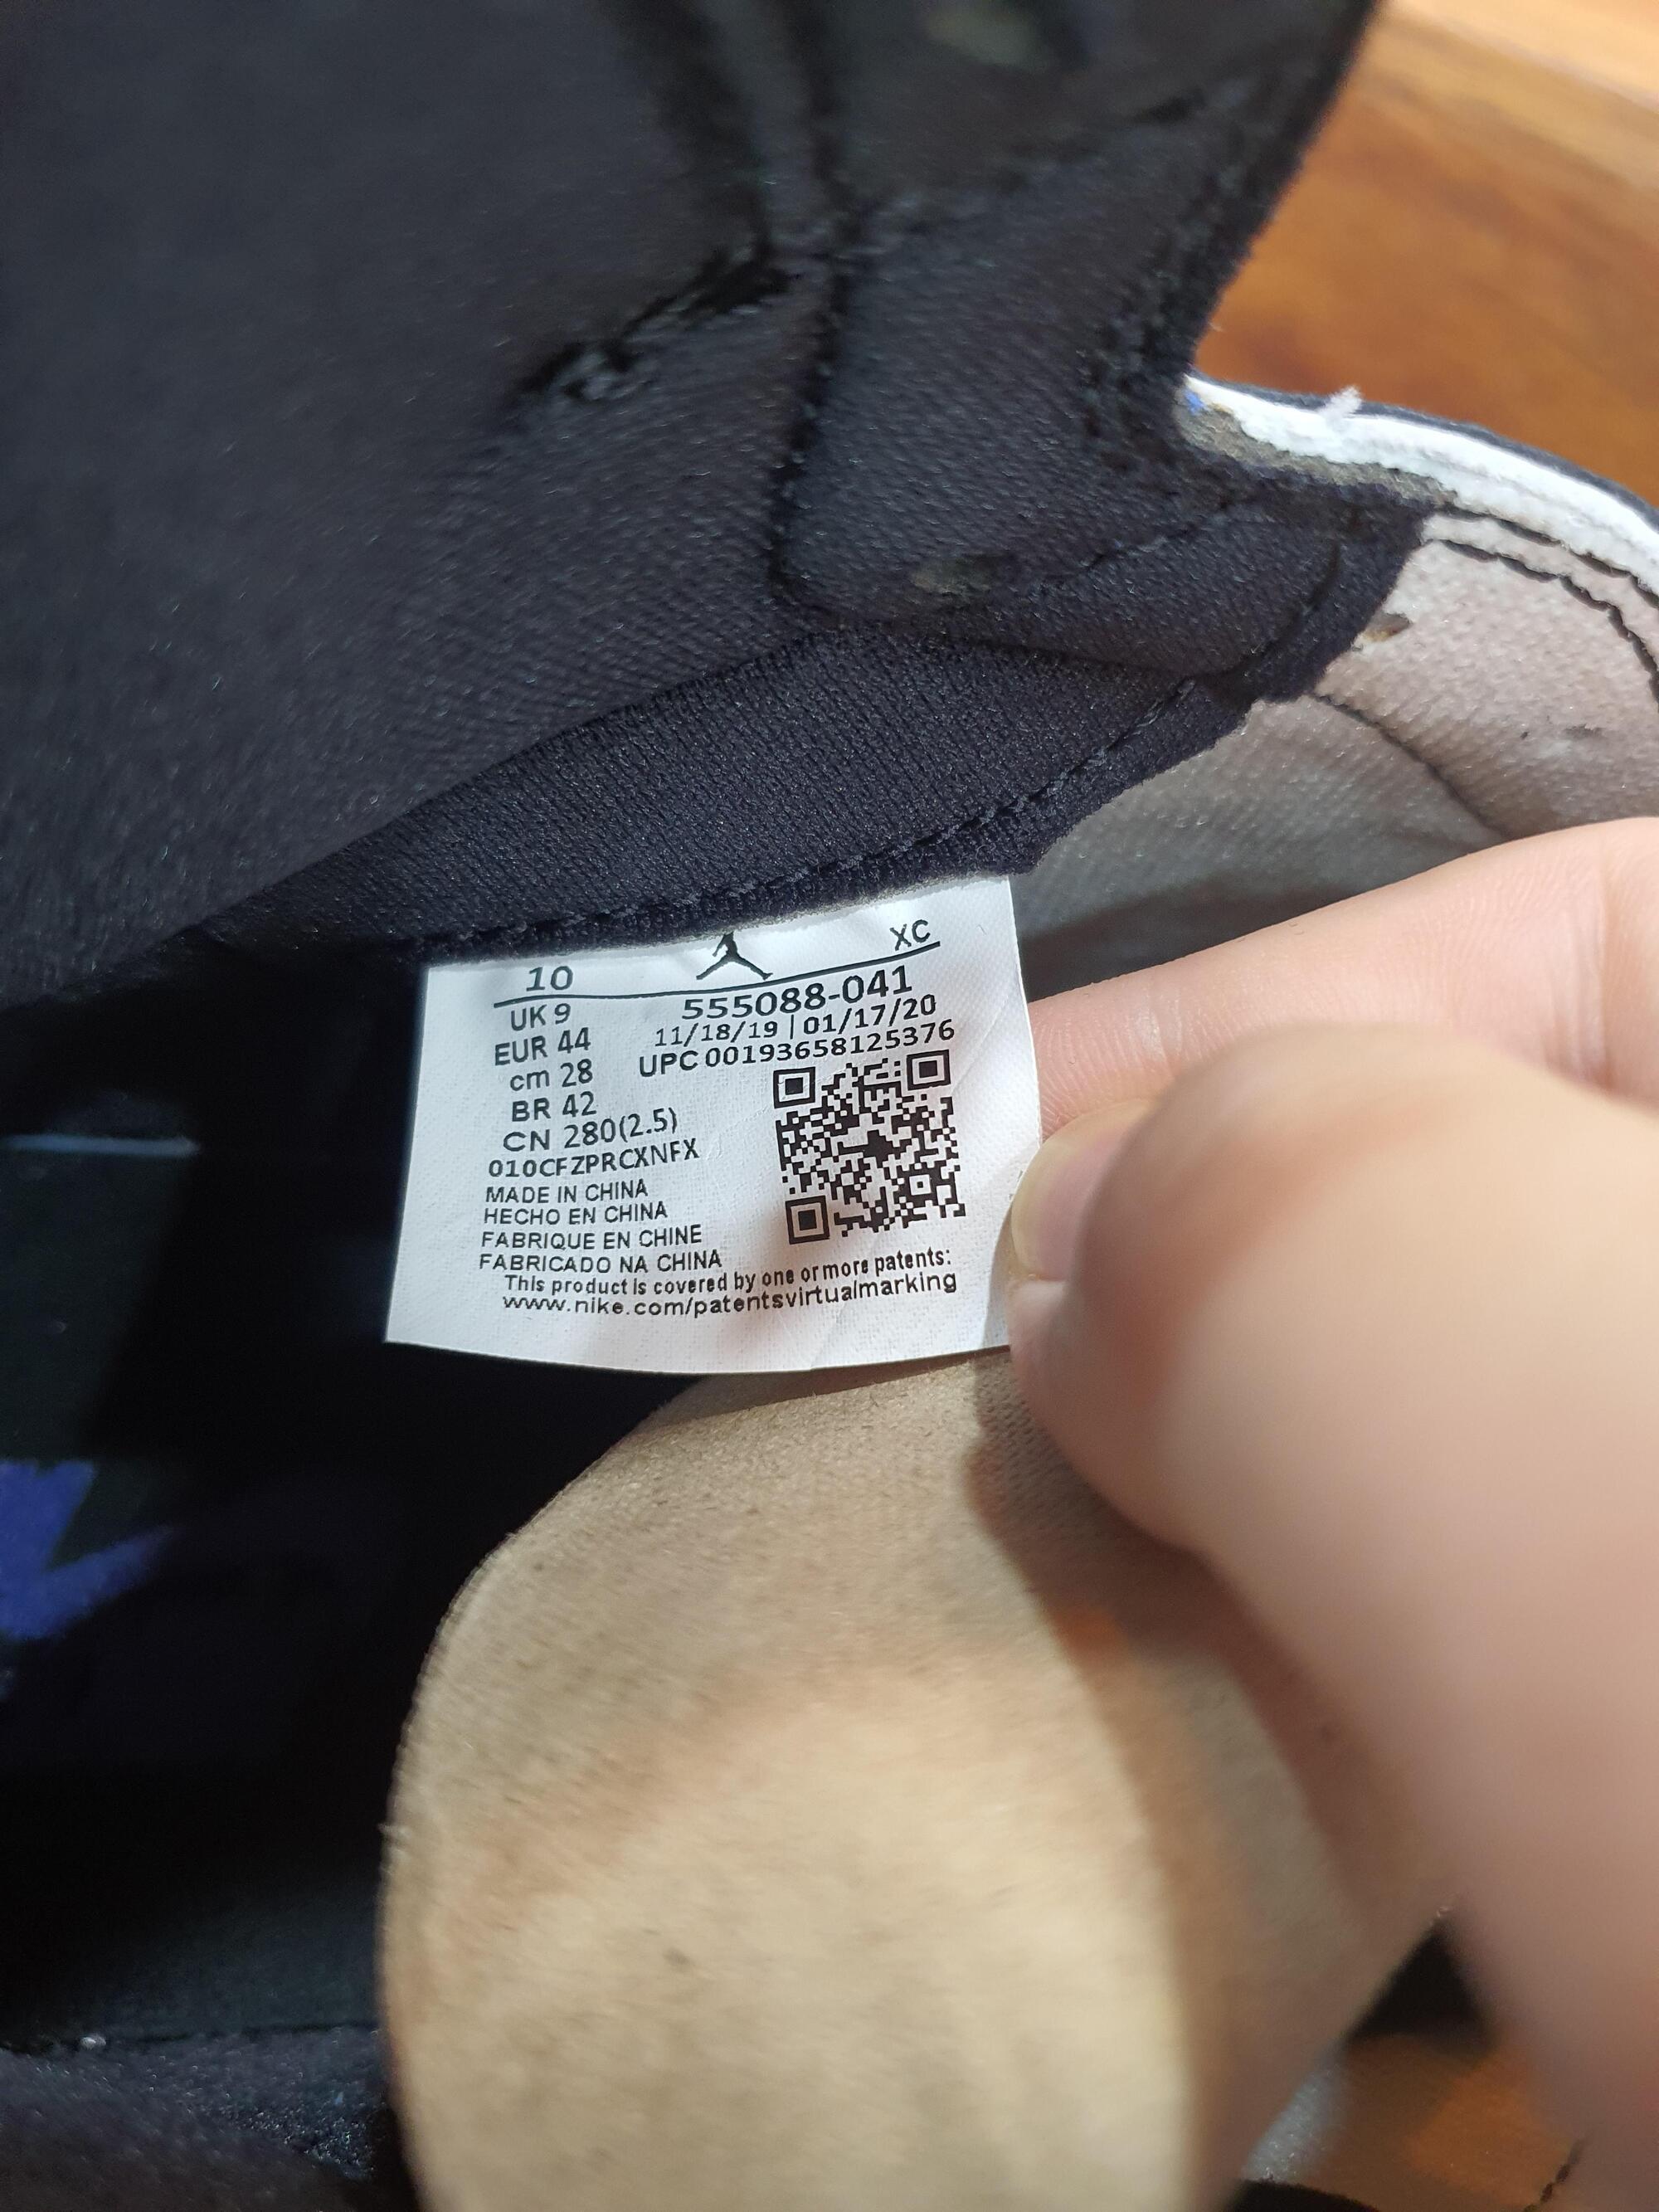 10 XC
UK 9 555088-041
EUR 44 11/18/19 | 01/17/20
cm 28 UPC 00193658125376
BR 42
CN 280(2.5)
010CFZPRCXNFX
MADE IN CHINA
HECHO EN CHINA
FABRIQUE EN CHINE
FABRICADO NA CHINA
This product is covered by one or more patents:
www.nike.com/patentsvirtualmarking